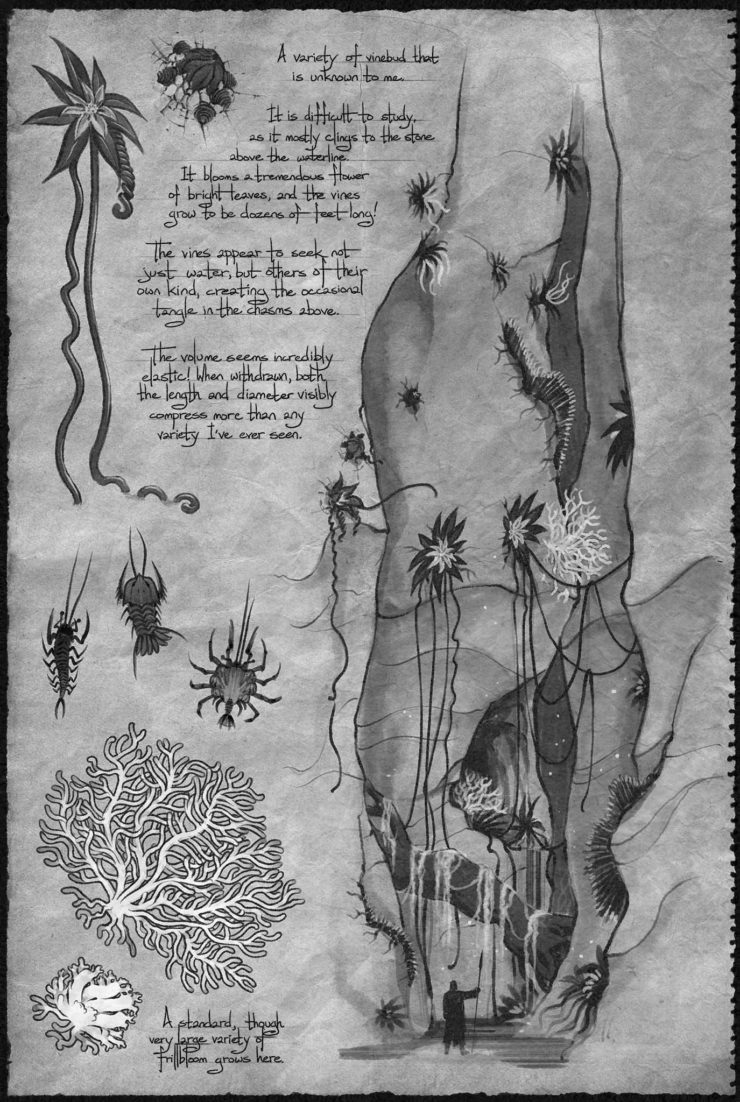 A variety of vinebud that
is unknown to me.
It is difficult to study,
as it mostly clings to the stone
above the waterline.
It blooms a tremendous flower
of bright leaves, and the vines
grow to be dozens of feet long!
The vines appear to seek not
just water, but others of their
own kind, creating the occasional
tangle in the chasms above.
The volume seems incredibly
elastic! When withdrawn, both
the length and diameter visibly
compress more than any
variety I've ever seen.
A standard, though
very large variety of
frillbloom grows here.